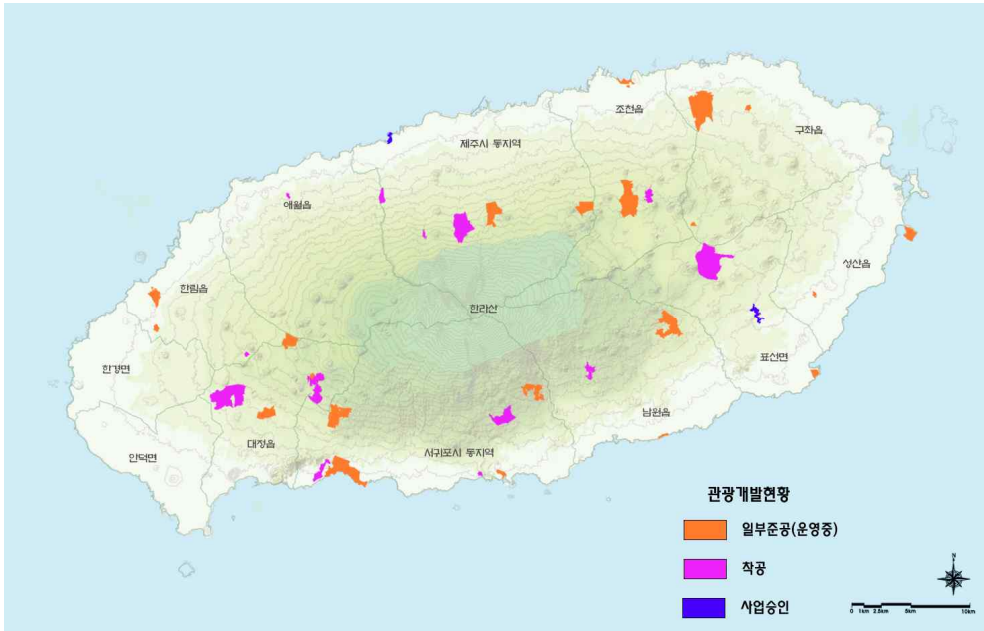 조천읍
구좌읍
제주시 동지역
애월읍
성산읍
한림읍
한라산
표선면
한경면
남원읍
대정읍
서귀포시 동지역
안덕면
관광개발현황
일부준공(운영중)
착공
사업승인
N
0 1km 2.5km 5km 10km